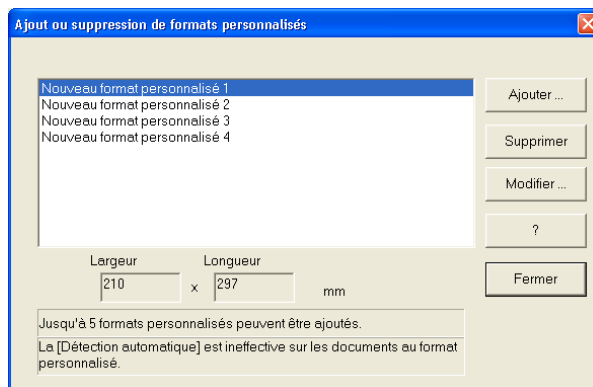 Ajout ou suppression de formats personnalisés
Nouveau format personnalisé 1
Nouveau format personnalisé 2
Nouveau format personnalisé 3
Nouveau format personnalisé 4
Ajouter ...
Supprimer
Modifier ...
?
Fermer
Largeur Longueur
210 x 297 mm
Jusqu'à 5 formats personnalisés peuvent être ajoutés.
La [Détection automatique] est ineffective sur les documents au format
personnalisé.